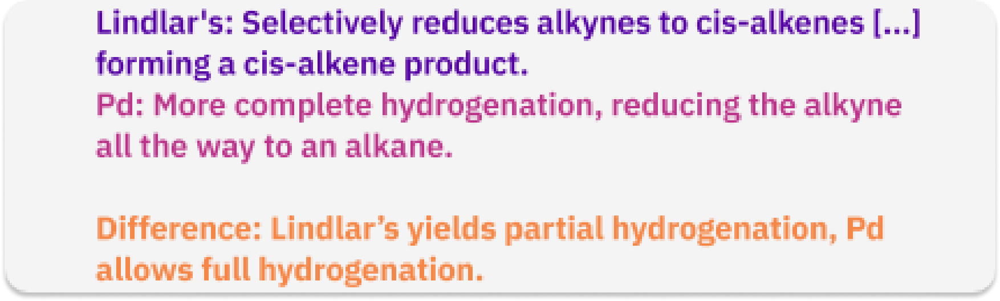 Lindlar's: Selectively reduces alkynes to cis-alkenes [...]
forming a cis-alkene product.
Pd: More complete hydrogenation, reducing the alkyne
all the way to an alkane.
Difference: Lindlar’s yields partial hydrogenation, Pd
allows full hydrogenation.